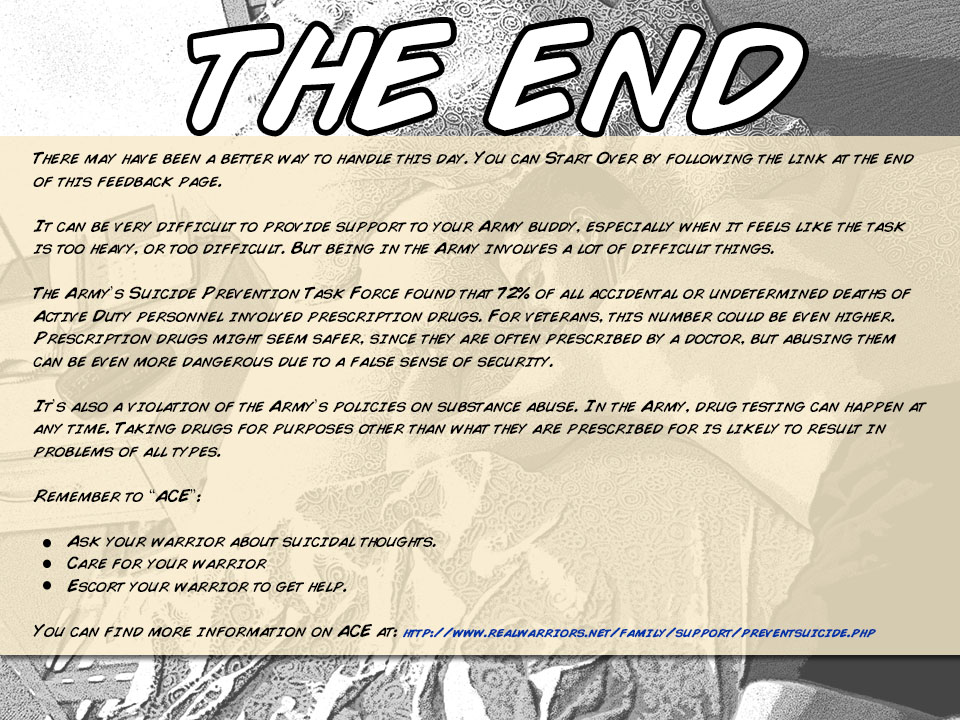 THE END
There may have been a better way to handle this day. You can Start Over by following the link at the end
of this feedback page.
It can be very difficult to provide support to your Army buddy, especially when it feels like the task
is too heavy, or too difficult. But being in the Army involves a lot of difficult things.
The Army's Suicide Prevention Task Force found that 72% of all accidental or undetermined deaths of
Active Duty personnel involved prescription drugs. For veterans, this number could be even higher.
Prescription drugs might seem safer, since they are often prescribed by a doctor, but abusing them
can be even more dangerous due to a false sense of security.
It's also a violation of the Army's policies on substance abuse. In the Army, drug testing can happen at
any time. Taking drugs for purposes other than what they are prescribed for is likely to result in
problems of all types.
Remember to "ACE":
• Ask your warrior about suicidal thoughts.
• Care for your warrior
• Escort your warrior to get help.
You can find more information on ACE at: http://www.realwarriors.net/family/support/preventsuicide.php